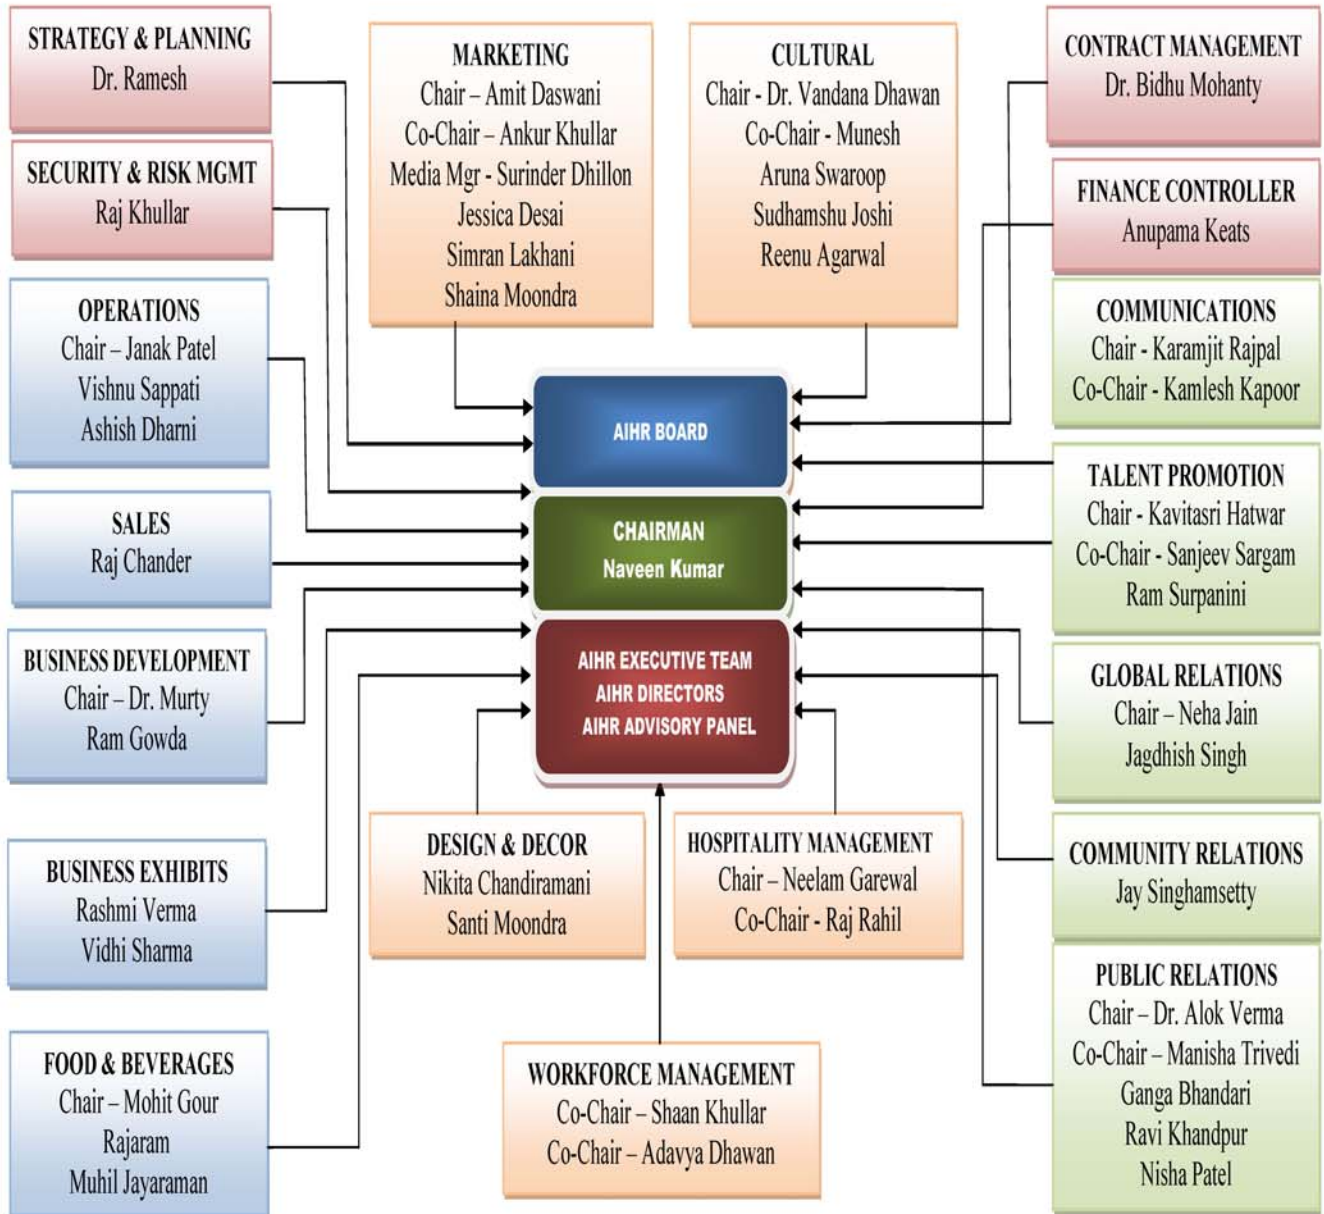 STRATEGY & PLANNING
Dr. Ramesh
SECURITY & RISK MGMT
Raj Khullar
OPERATIONS
Chair – Janak Patel
Vishnu Sappati
Ashish Dharni
SALES
Raj Chander
BUSINESS DEVELOPMENT
Chair – Dr. Murty
Ram Gowda
BUSINESS EXHIBITS
Rashmi Verma
Vidhi Sharma
FOOD & BEVERAGES
Chair – Mohit Gour
Rajaram
Muhil Jayaraman
MARKETING
Chair – Amit Daswani
Co-Chair – Ankur Khullar
Media Mgr - Surinder Dhillon
Jessica Desai
Simran Lakhani
Shaina Moondra
CULTURAL
Chair - Dr. Vandana Dhawan
Co-Chair - Munesh
Aruna Swaroop
Sudhamshu Joshi
Reenu Agarwal
AIHR BOARD
CHAIRMAN
Naveen Kumar
AIHR EXECUTIVE TEAM
AIHR DIRECTORS
AIHR ADVISORY PANEL
DESIGN & DECOR
Nikita Chandiramani
Santi Moondra
HOSPITALITY MANAGEMENT
Chair – Neelam Garewal
Co-Chair - Raj Rahil
WORKFORCE MANAGEMENT
Co-Chair – Shaan Khullar
Co-Chair – Adavya Dhawan
CONTRACT MANAGEMENT
Dr. Bidhu Mohanty
FINANCE CONTROLLER
Anupama Keats
COMMUNICATIONS
Chair - Karamjit Rajpal
Co-Chair - Kamlesh Kapoor
TALENT PROMOTION
Chair - Kavitasri Hatwar
Co-Chair - Sanjeev Sargam
Ram Surpanini
GLOBAL RELATIONS
Chair – Neha Jain
Jagdhish Singh
COMMUNITY RELATIONS
Jay Singhamsetty
PUBLIC RELATIONS
Chair – Dr. Alok Verma
Co-Chair – Manisha Trivedi
Ganga Bhandari
Ravi Khandpur
Nisha Patel